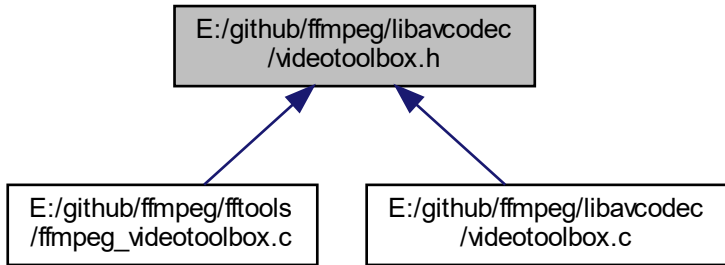 E:/github/ffmpeg/libavcodec
/videotoolbox.h
E:/github/ffmpeg/fftools
/ffmpeg_videotoolbox.c
E:/github/ffmpeg/libavcodec
/videotoolbox.c